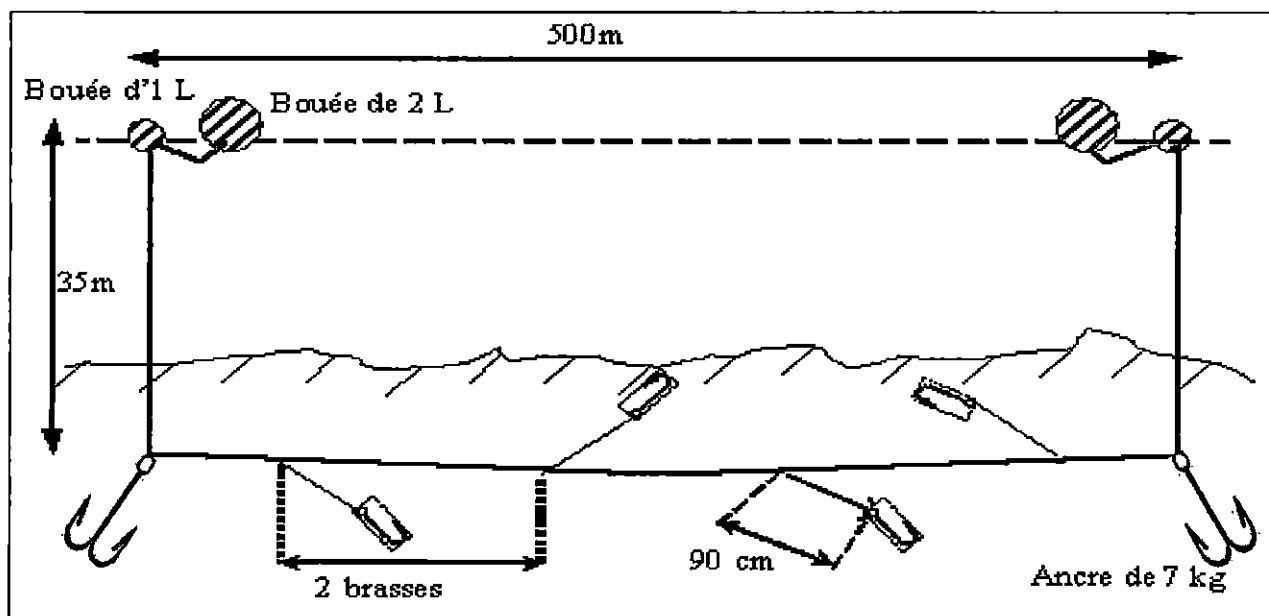 500m
Bouée d'1 L
Bouée de 2 L
35m
90 cm
2 brasses
Ancre de 7 kg